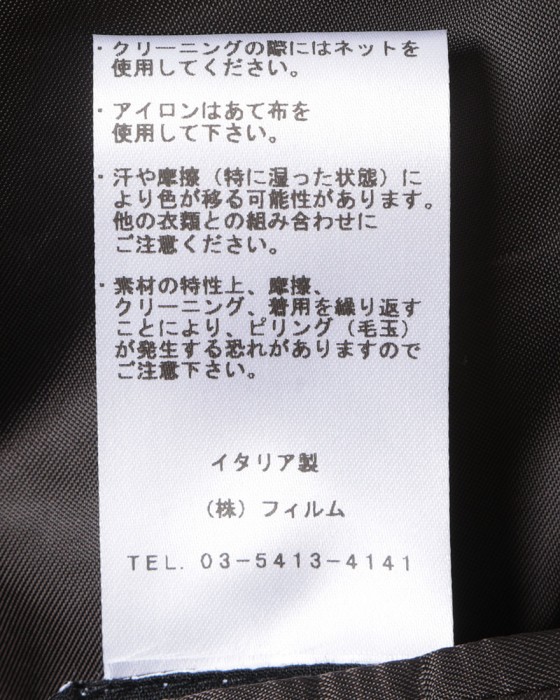 ・クリーニングの際にはネットを
使用してください。
・アイロンはあて布を
使用して下さい。
・汗や摩擦（特に湿った状態）に
より色が移る可能性があります。
他の衣類との組み合わせに
ご注意ください。
・素材の特性上、摩擦、
クリーニング、着用を繰り返す
ことにより、ピリング（毛玉）
が発生する恐れがありますので
ご注意下さい。
イタリア製
（株）フィルム
TEL. 03-5413-4141